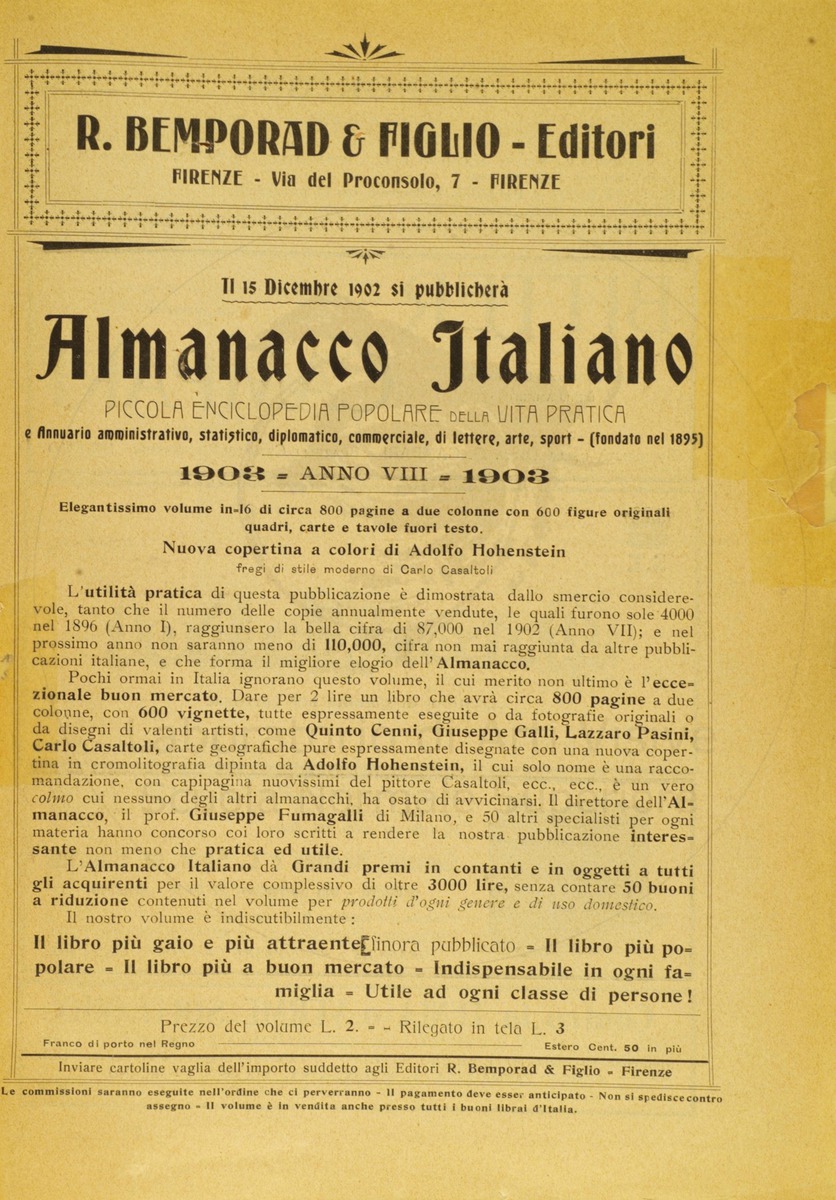 R. BEMPORAD & FIGLIO - Editori
FIRENZE - Via del Proconsolo, 7 - FIRENZE
Il 15 Dicembre 1902 si pubblicherà
Almanacco Italiano
PICCOLA ENCICLOPEDIA POPOLARE DELLA VITA PRATICA
e Annuario amministrativo, statistico, diplomatico, commerciale, di lettere, arte, sport - (fondato nel 1895)
1903 = ANNO VIII = 1903
Elegantissimo volume in=16 di circa 800 pagine a due colonne con 600 figure originali
quadri, carte e tavole fuori testo.
Nuova copertina a colori di Adolfo Hohenstein
fregi di stile moderno di Carlo Casaltoli
L'utilità pratica di questa pubblicazione è dimostrata dallo smercio considere-
vole, tanto che il numero delle copie annualmente vendute, le quali furono sole 4000
nel 1896 (Anno I), raggiunsero la bella cifra di 87,000 nel 1902 (Anno VII); e nel
prossimo anno non saranno meno di 110,000, cifra non mai raggiunta da altre pubbli-
cazioni italiane, e che forma il migliore elogio dell'Almanacco.
Pochi ormai in Italia ignorano questo volume, il cui merito non ultimo è l'ecce=
zionale buon mercato. Dare per 2 lire un libro che avrà circa 800 pagine a due
colonne, con 600 vignette, tutte espressamente eseguite o da fotografie originali o
da disegni di valenti artisti, come Quinto Cenni, Giuseppe Galli, Lazzaro Pasini,
Carlo Casaltoli, carte geografiche pure espressamente disegnate con una nuova coper-
tina in cromolitografia dipinta da Adolfo Hohenstein, il cui solo nome è una racco-
mandazione, con capipagina nuovissimi del pittore Casaltoli, ecc., ecc., è un vero
colmo cui nessuno degli altri almanacchi, ha osato di avvicinarsi. Il direttore dell'Al=
manacco, il prof. Giuseppe Fumagalli di Milano, e 50 altri specialisti per ogni
materia hanno concorso coi loro scritti a rendere la nostra pubblicazione interes=
sante non meno che pratica ed utile.
L'Almanacco Italiano dà Grandi premi in contanti e in oggetti a tutti
gli acquirenti per il valore complessivo di oltre 3000 lire, senza contare 50 buoni
a riduzione contenuti nel volume per prodotti d'ogni genere e di uso domestico.
Il nostro volume è indiscutibilmente :
Il libro più gaio e più attraente[finora pubblicato = Il libro più po=
polare = Il libro più a buon mercato = Indispensabile in ogni fa=
miglia = Utile ad ogni classe di persone!
Prezzo del volume L. 2. = - Rilegato in tela L. 3
Franco di porto nel Regno Estero Cent. 50 in più
Inviare cartoline vaglia dell'importo suddetto agli Editori R. Bemporad & Figlio = Firenze
Le commissioni saranno eseguite nell'ordine che ci perverranno - Il pagamento deve esser anticipato - Non si spedisce contro
assegno = Il volume è in vendita anche presso tutti i buoni librai d'Italia.